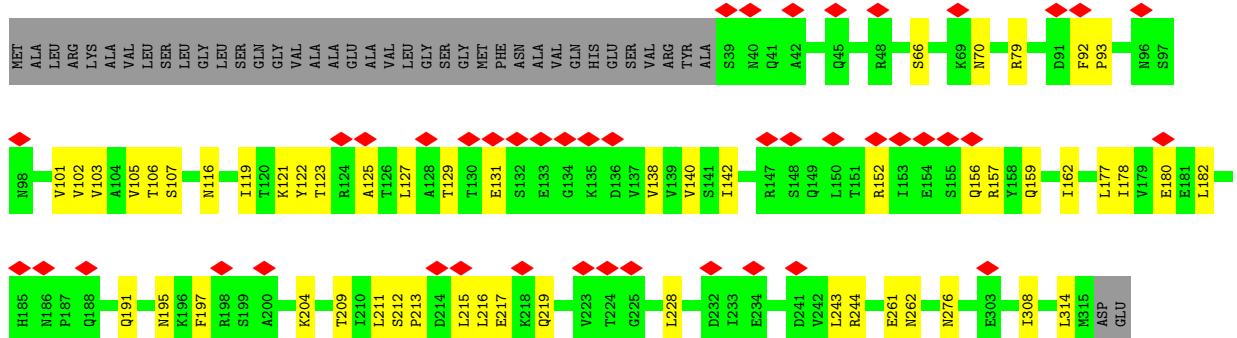 MET ALA LEU ARG LYS ALA VAL LEU SER LEU GLY LEU SER GLN GLY VAL ALA ALA GLU ALA VAL LEU GLY SER GLY MET PHE ASN ALA VAL GLN HIS GLU SER VAL ARG TYR ALA S39 N40 Q41 A42 Q45 R48 S66 K69 N70 R79 D91 F92 P93 N96 S97
N98 V101 V102 V103 A104 V105 T106 S107 N116 I119 T120 K121 Y122 T123 R124 A125 T126 L127 A128 T129 T130 E131 S132 E133 G134 K135 D136 V137 V138 V139 V140 S141 I142 R147 S148 Q149 L150 T151 R152 I153 E154 S155 Q156 R157 Y158 Q159 I162 L177 I178 V179 E180 E181 L182
H185 N186 P187 Q188 Q191 N195 K196 F197 R198 S199 A200 K204 T209 I210 L211 S212 P213 D214 L215 L216 E217 K218 Q219 V223 T224 G225 L228 D232 I233 E234 D241 V242 L243 R244 E261 N262 N276 E303 I308 L314 M315 ASP GLU